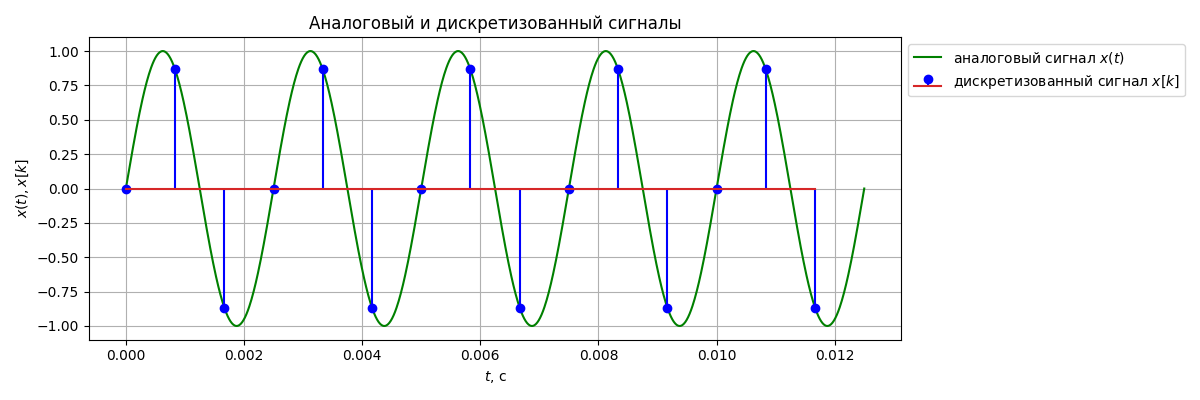 Аналоговый и дискретизованный сигналы
1.00
0.75
0.50
0.25
0.00
−0.25
−0.50
−0.75
−1.00
x(t), x[k]
0.000 0.002 0.004 0.006 0.008 0.010 0.012
t, с
аналоговый сигнал x(t)
дискретизованный сигнал x[k]